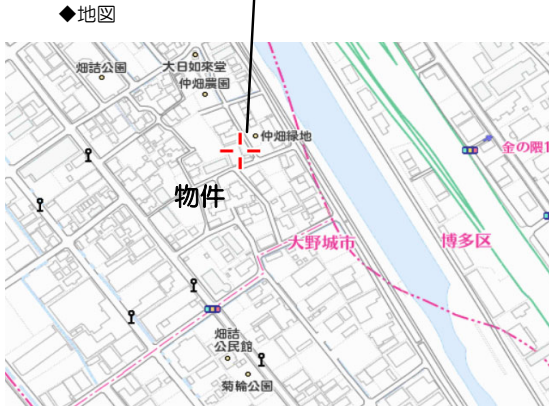 ◆地図
畑詰公園
大日如來堂
仲畑農園
仲畑緑地
金の隈1
物件
大野城市
博多区
畑詰
公民館
菊輪公園